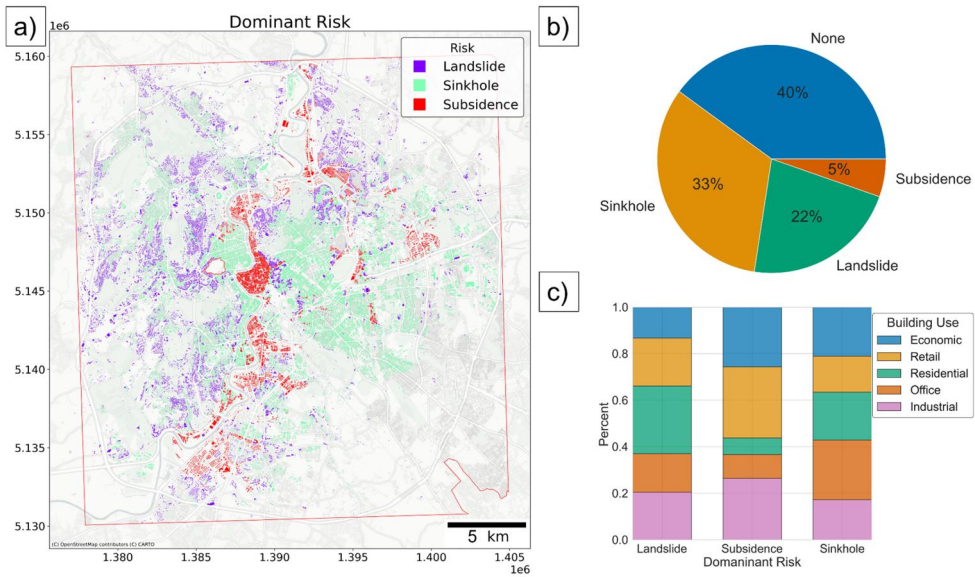 a)
Dominant Risk
1e6
5.160
5.155
5.150
5.145
5.140
5.135
5.130
Risk
Landslide
Sinkhole
Subsidence
(C) OpenStreetMap contributors (C) CARTO
5 km
1.380
1.385
1.390
1.395
1.400
1.405
1e6
b)
None
40%
Sinkhole
33%
5%
Subsidence
22%
Landslide
c)
1.0
0.8
0.6
0.4
0.2
0.0
Percent
Building Use
Economic
Retail
Residential
Office
Industrial
Landslide
Subsidence
Sinkhole
Domanant Risk